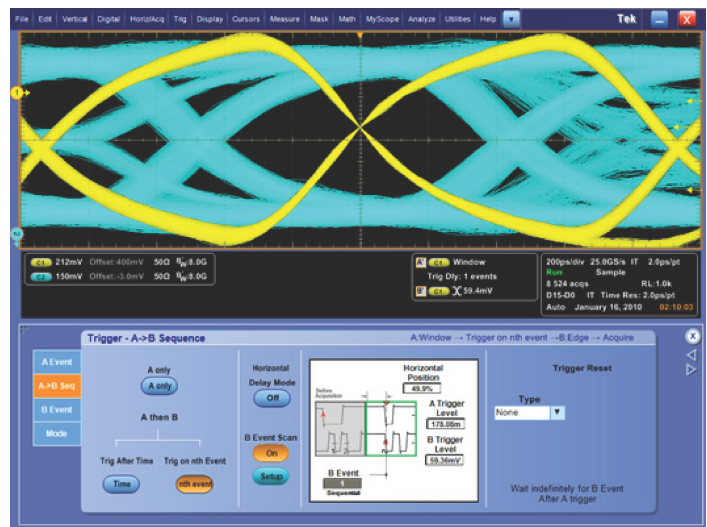 File Edit Vertical Digital Horiz/Acq Trig Display Cursors Measure Mask Math MyScope Analyze Utilities Help Tek X
1
2
C1 212mV Offset:400mV 50Ω BW:8.0G
C2 150mV Offset:-3.0mV 50Ω BW:8.0G
A' C1 Window
Trig Dly: 1 events
B' C1 59.4mV
200ps/div 25.0GS/s IT 2.0ps/pt
Run Sample
8 524 acqs RL:1.0k
D15-D0 IT Time Res: 2.0ps/pt
Auto January 16, 2010 02:10:03
Trigger - A->B Sequence
A:Window → Trigger on nth event →B:Edge → Acquire
X
A Event
A->B Seq
B Event
Mode
A only
A only
A then B
Trig After Time Trig on nth Event
Time nth event
Horizontal
Delay Mode
Off
B Event Scan
On
Setup
Before
Acquisition
Horizontal
Position
49.9%
A
A Trigger
Level
178.08m
B Trigger
Level
59.36mV
B Event
1
Sequential
Trigger Reset
Type
None
Wait indefinitely for B Event
After A trigger